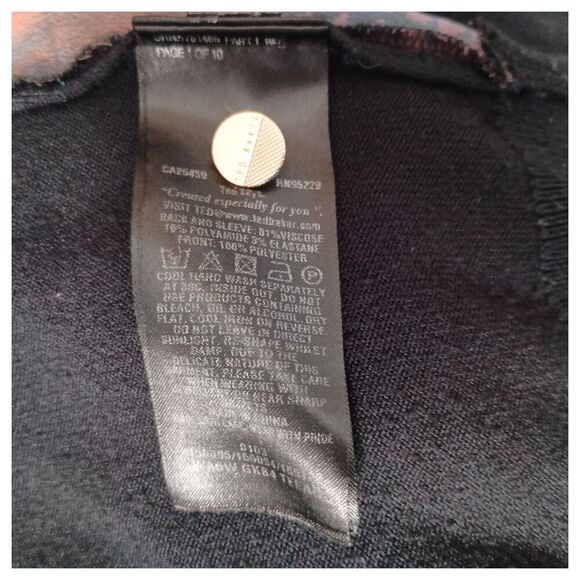 PAGE 1 OF 10
TED BAKER
CA25439 RN95229
Ted says,
"Created especially for you".
VISIT TED@www.tedbaker.com
BACK AND SLEEVE: 81%VISCOSE
16% POLYAMIDE 3% ELASTANE
FRONT: 100% POLYESTER
COOL HAND WASH SEPARATELY
AT 30C. INSIDE OUT. DO NOT
USE PRODUCTS CONTAINING
BLEACH, OIL OR ALCOHOL. DRY
FLAT. COOL IRON ON REVERSE
DO NOT LEAVE IN DIRECT
SUNLIGHT. RE-SHAPE WHILST
DAMP. DUE TO THE
DELICATE NATURE OF THIS
GARMENT, PLEASE TAKE CARE
WHEN WEARING WITH
SHARP